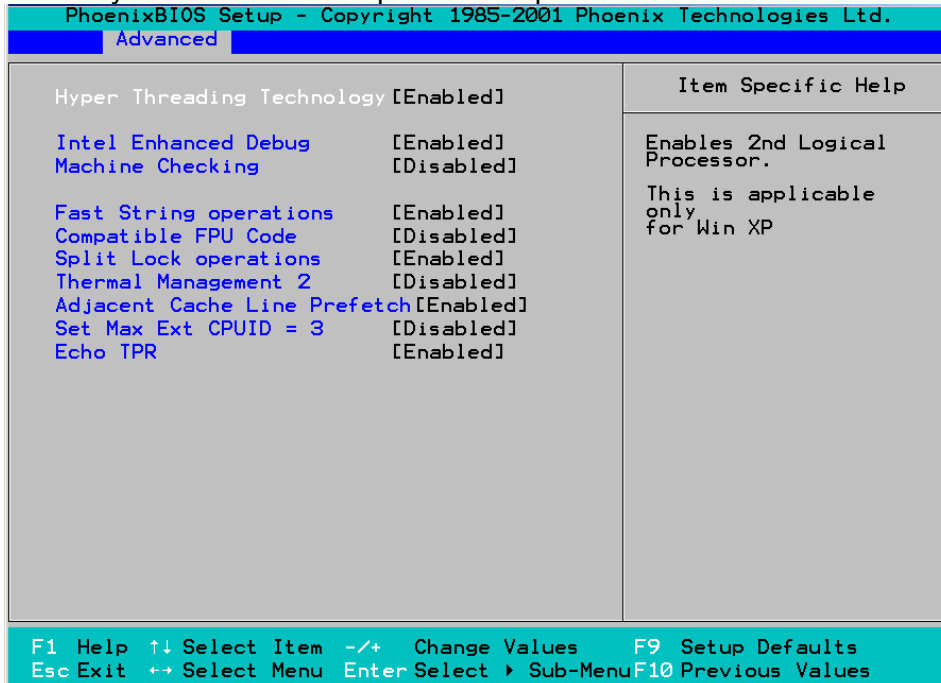 PhoenixBIOS Setup - Copyright 1985-2001 Phoenix Technologies Ltd.
Advanced
Hyper Threading Technology [Enabled]
Intel Enhanced Debug [Enabled]
Machine Checking [Disabled]
Fast String operations [Enabled]
Compatible FPU Code [Disabled]
Split Lock operations [Enabled]
Thermal Management 2 [Disabled]
Adjacent Cache Line Prefetch [Enabled]
Set Max Ext CPUID = 3 [Disabled]
Echo TPR [Enabled]
Item Specific Help
Enables 2nd Logical
Processor.
This is applicable
only
for Win XP
F1 Help ↑↓ Select Item -/+ Change Values F9 Setup Defaults
Esc Exit ←→ Select Menu Enter Select ▸ Sub-Menu F10 Previous Values